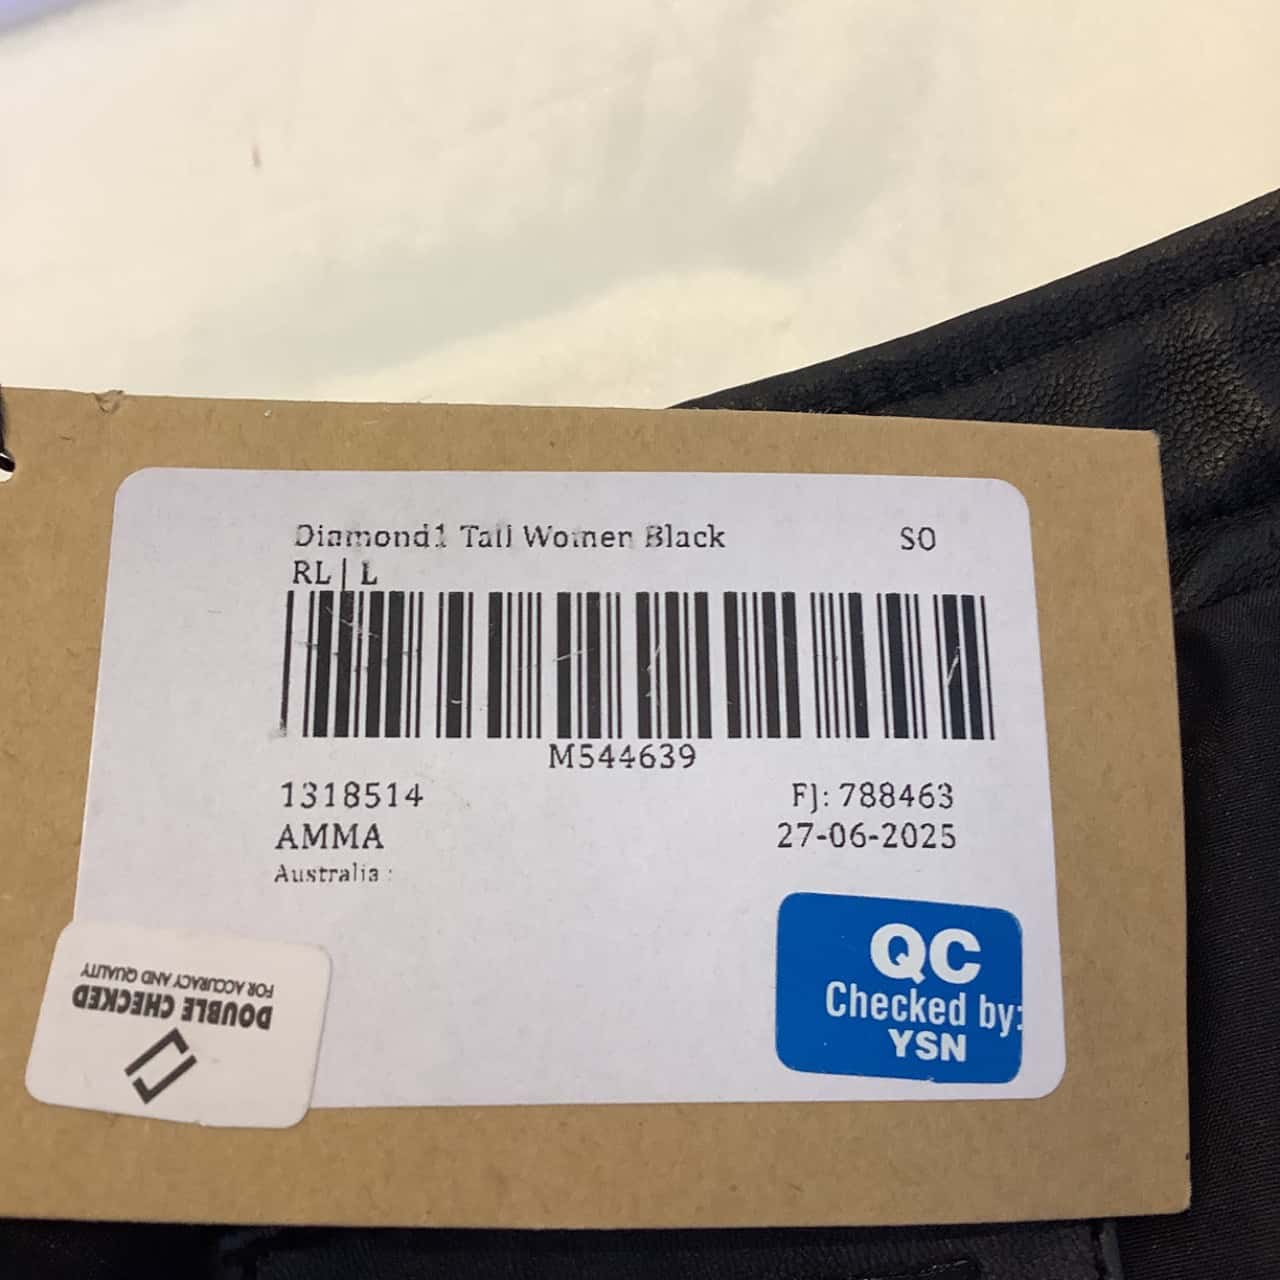 Diamond1 Tall Women Black SO
RL | L
M544639
1318514 FJ: 788463
AMMA 27-06-2025
Australia :
QC
Checked by:
YSN
DOUBLE CHECKED
FOR ACCURACY AND QUALITY